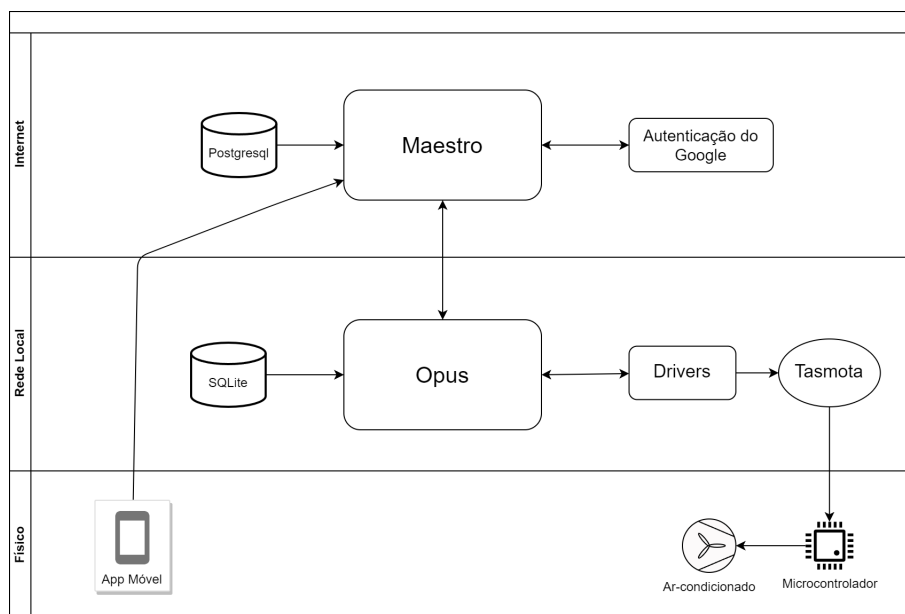 Internet
Postgresql
Maestro
Autenticação do
Google
Rede Local
SQLite
Opus
Drivers
Tasmota
Físico
App Móvel
Ar-condicionado
Microcontrolador